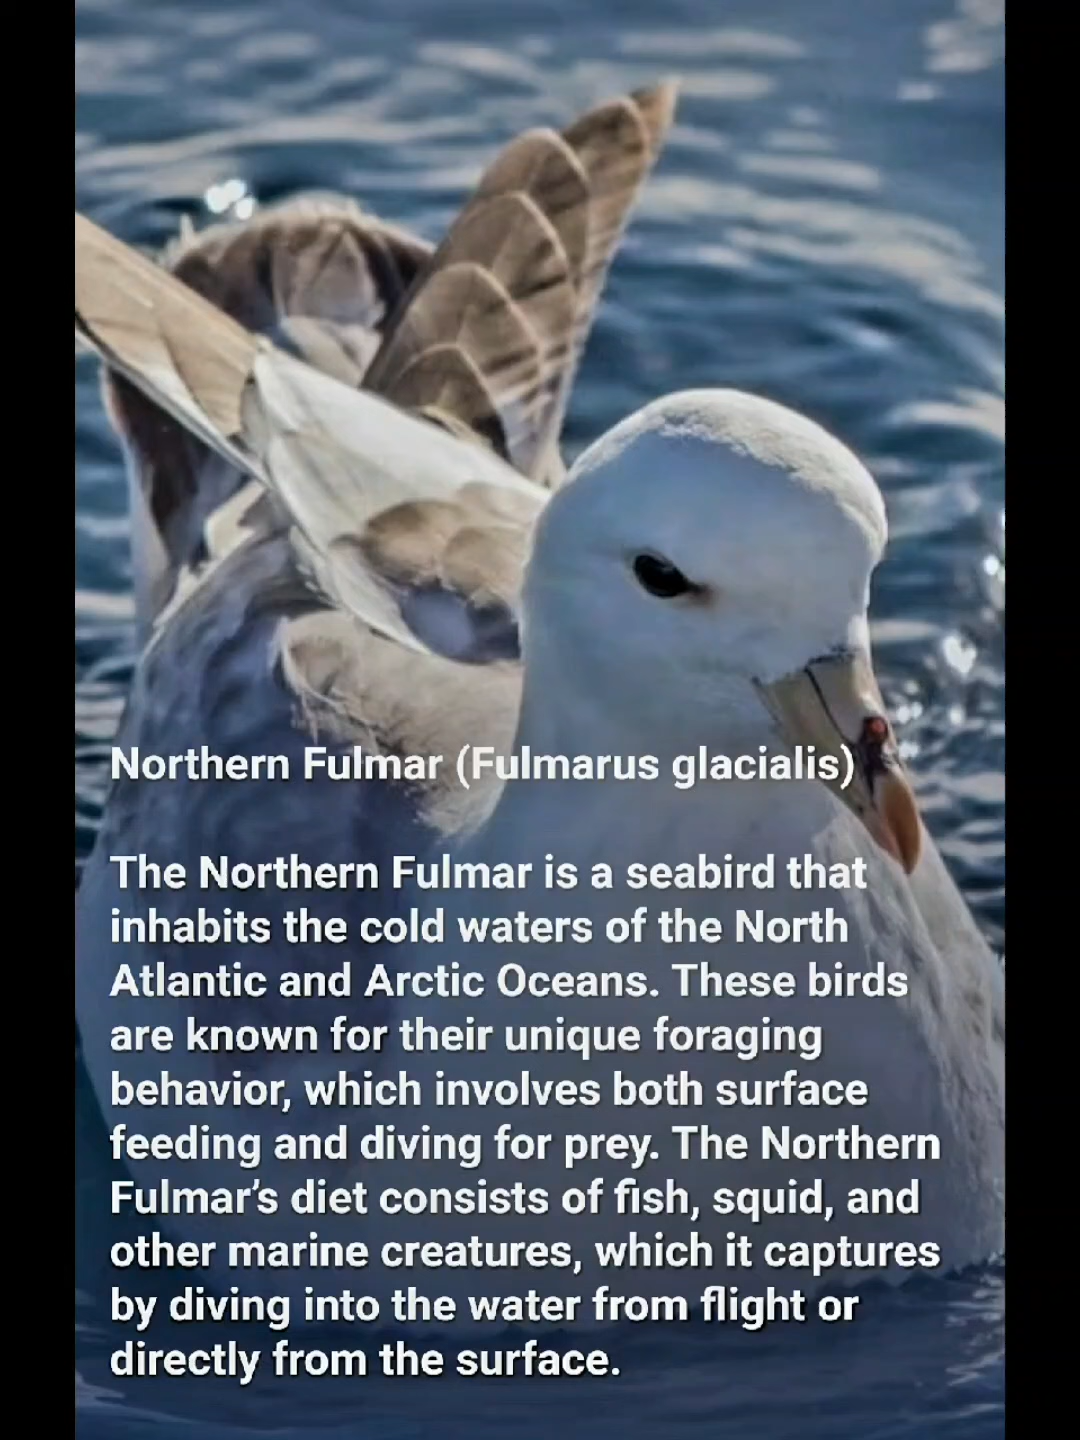 Northern Fulmar (Fulmarus glacialis)
The Northern Fulmar is a seabird that
inhabits the cold waters of the North
Atlantic and Arctic Oceans. These birds
are known for their unique foraging
behavior, which involves both surface
feeding and diving for prey. The Northern
Fulmar’s diet consists of fish, squid, and
other marine creatures, which it captures
by diving into the water from flight or
directly from the surface.